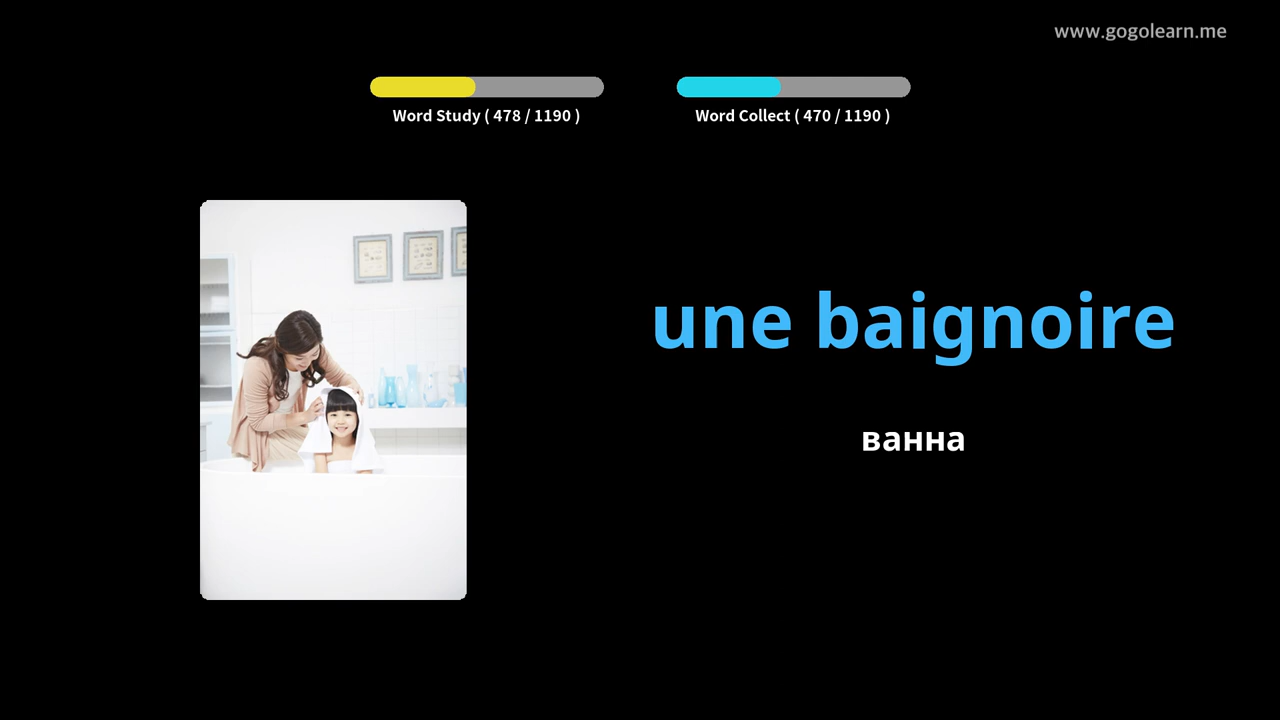 www.gogolearn.me
Word Study ( 478 / 1190 )
Word Collect ( 470 / 1190 )
une baignoire
ванна